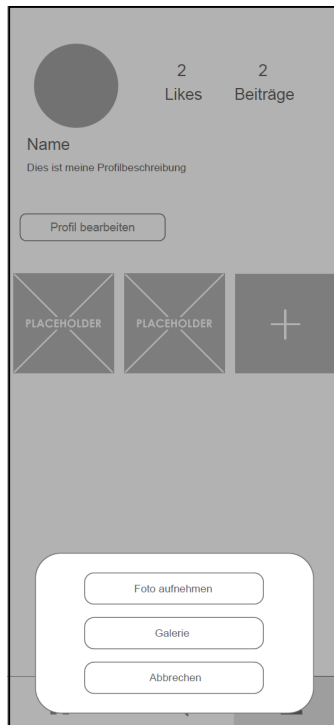 2 2
Likes Beiträge
Name
Dies ist meine Profilbeschreibung
Profil bearbeiten
PLACEHOLDER PLACEHOLDER
Foto aufnehmen
Galerie
Abbrechen